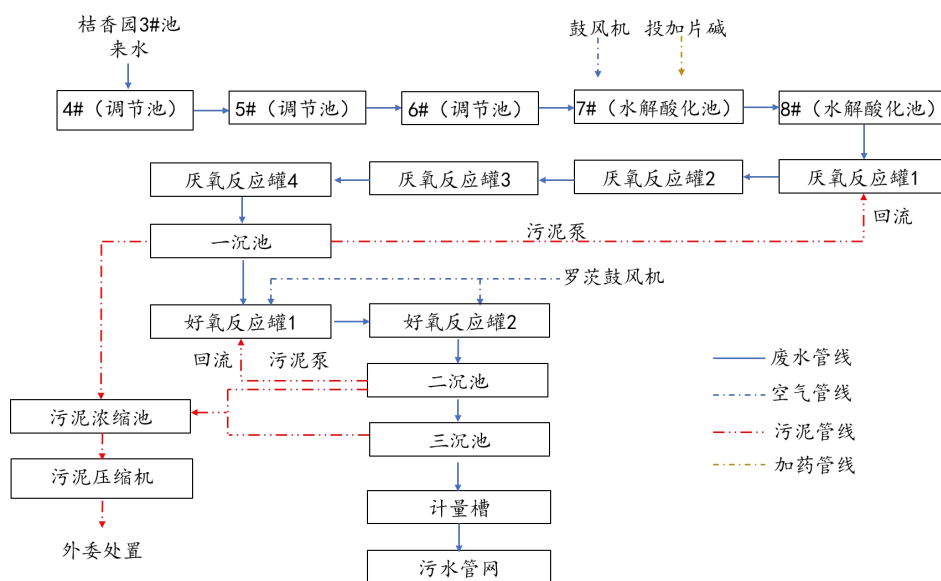 桔香园3#池
来水
鼓风机
投加片碱
4#（调节池）
5#（调节池）
6#（调节池）
7#（水解酸化池）
8#（水解酸化池）
厌氧反应罐4
厌氧反应罐3
厌氧反应罐2
厌氧反应罐1
回流
污泥泵
一沉池
罗茨鼓风机
好氧反应罐1
好氧反应罐2
回流
污泥泵
废水管线
二沉池
空气管线
污泥浓缩池
三沉池
污泥管线
加药管线
污泥压缩机
计量槽
外委处置
污水管网